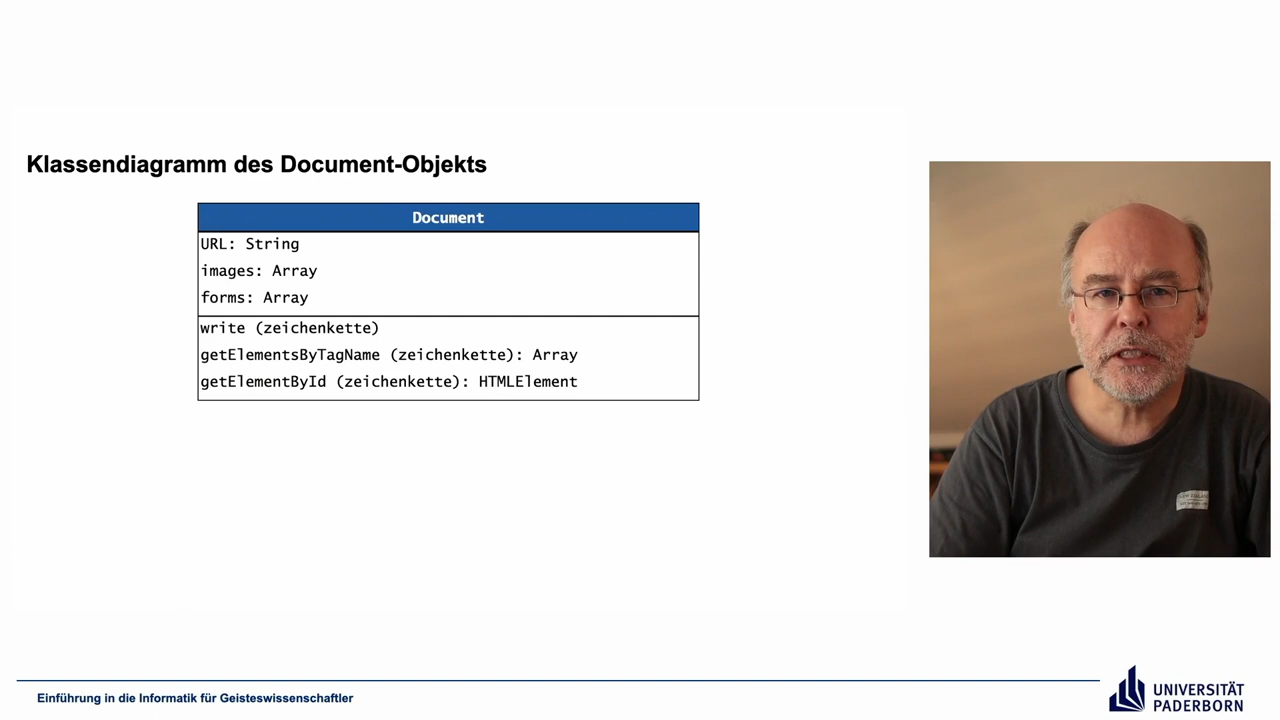 Klassendiagramm des Document-Objekts
Document
URL: String
images: Array
forms: Array
write (zeichenkette)
getElementsByTagName (zeichenkette): Array
getElementById (zeichenkette): HTMLElement
Einführung in die Informatik für Geisteswissenschaftler
UNIVERSITÄT
PADERBORN